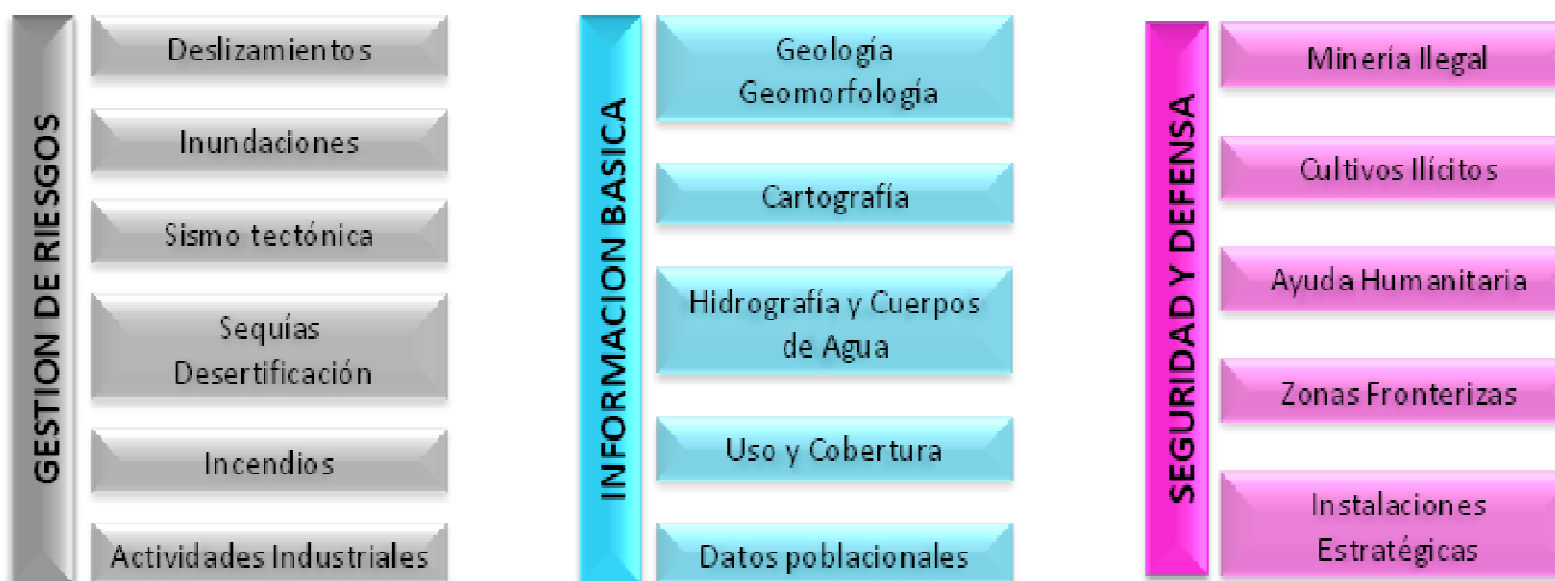 GESTION DE RIESGOS
Deslizamientos
Inundaciones
Sismo tectónica
Sequías
Desertificación
Incendios
Actividades Industriales
INFORMACION BASICA
Geología
Geomorfología
Cartografía
Hidrografía y Cuerpos
de Agua
Uso y Cobertura
Datos poblacionales
SEGURIDAD Y DEFENSA
Minería Ilegal
Cultivos Ilícitos
Ayuda Humanitaria
Zonas Fronterizas
Instalaciones
Estratégicas